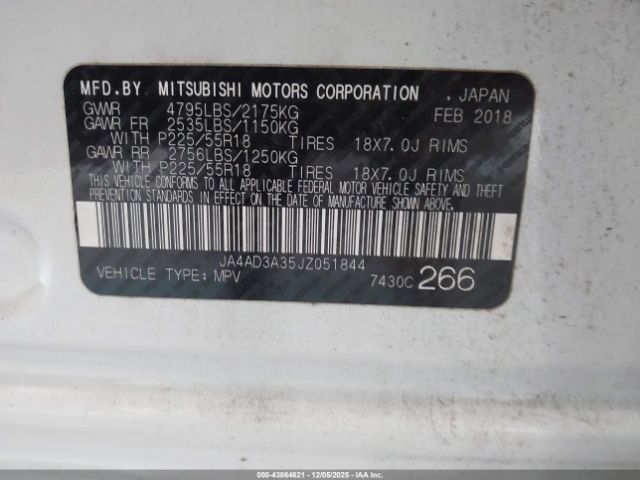 MFD.BY MITSUBISHI MOTORS CORPORATION , JAPAN
GVWR 4795LBS/2175KG FEB 2018
GAWR FR 2535LBS/1150KG
WITH P225/55R18 TIRES 18X7.0J RIMS
GAWR RR 2756LBS/1250KG
WITH P225/55R18 TIRES 18X7.0J RIMS
THIS VEHICLE CONFORMS TO ALL APPLICABLE FEDERAL MOTOR VEHICLE SAFETY AND THEFT
PREVENTION STANDARDS IN EFFECT ON THE DATE OF MANUFACTURE SHOWN ABOVE.
JA4AD3A35JZ051844
VEHICLE TYPE: MPV 7430C 266
000-43864621 - 12/05/2025 - IAAI.COM